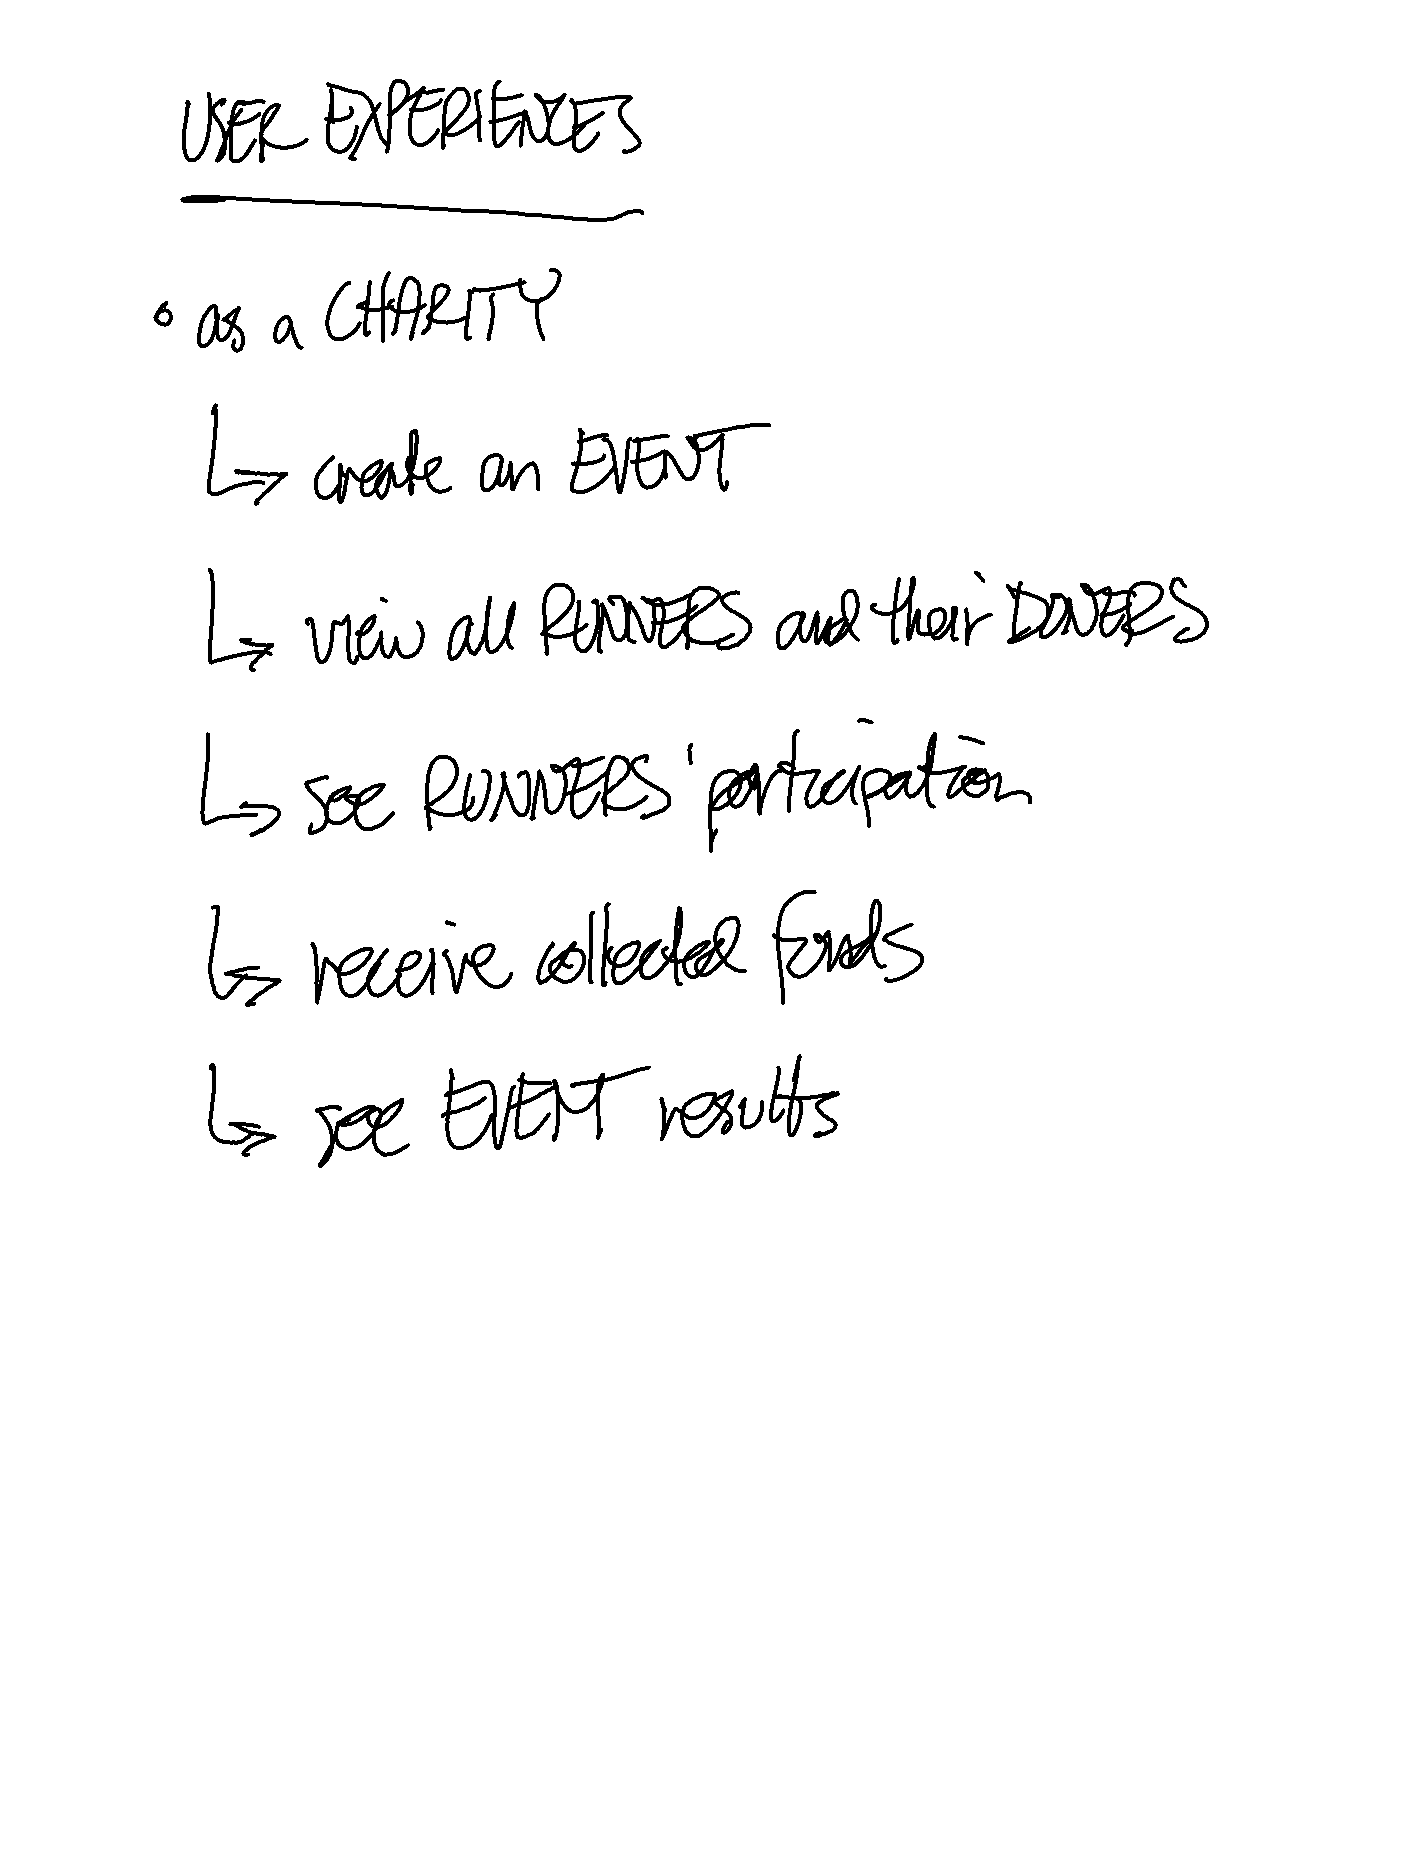 USER EXPERIENCES
as a CHARITY
create an EVENT
view all RUNNERS and their DONERS
see RUNNERS' participation
receive collected funds
see EVENT results